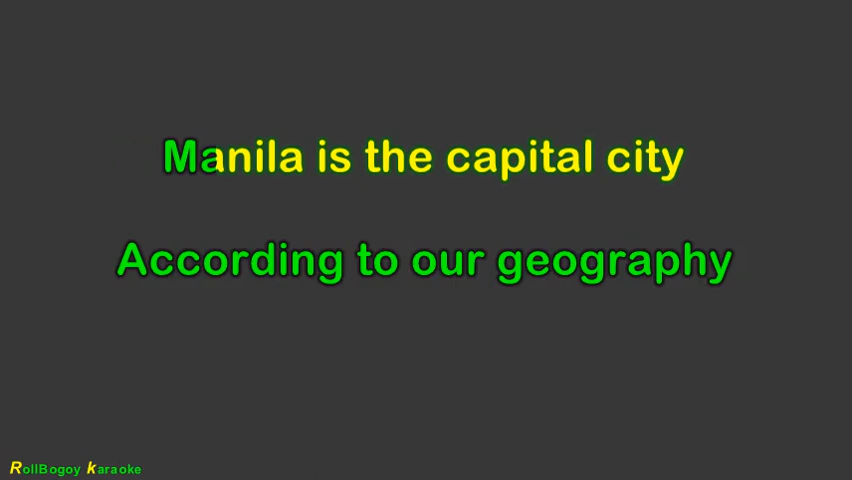 Manila is the capital city
According to our geography
RollBogoy karaoke